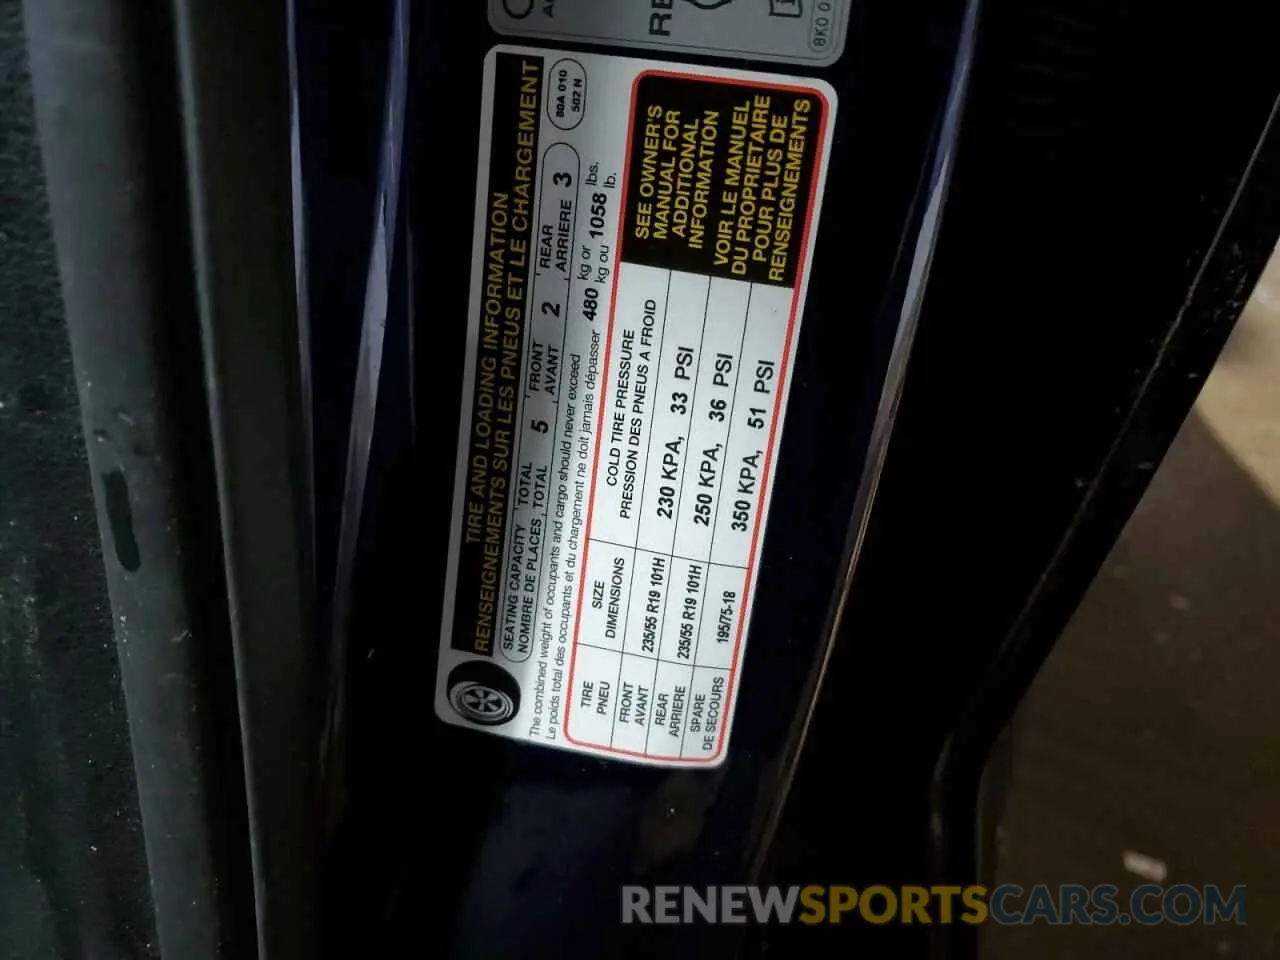 TIRE AND LOADING INFORMATION
RENSEIGNEMENTS SUR LES PNEUS ET LE CHARGEMENT
80A 010
502 N
SEATING CAPACITY TOTAL 5 FRONT 2 REAR 3
NOMBRE DE PLACES TOTAL AVANT ARRIERE
The combined weight of occupants and cargo should never exceed 480 kg or 1058 lbs.
Le poids total des occupants et du chargement ne doit jamais dépasser kg ou lb.
TIRE SIZE COLD TIRE PRESSURE
PNEU DIMENSIONS PRESSION DES PNEUS A FROID
FRONT
AVANT 235/55 R19 101H 230 KPA, 33 PSI
REAR
ARRIERE 235/55 R19 101H 250 KPA, 36 PSI
SPARE
DE SECOURS 195/75-18 350 KPA, 51 PSI
SEE OWNER'S
MANUAL FOR
ADDITIONAL
INFORMATION
VOIR LE MANUEL
DU PROPRIETAIRE
POUR PLUS DE
RENSEIGNEMENTS
RENEWSPORTSCARS.COM